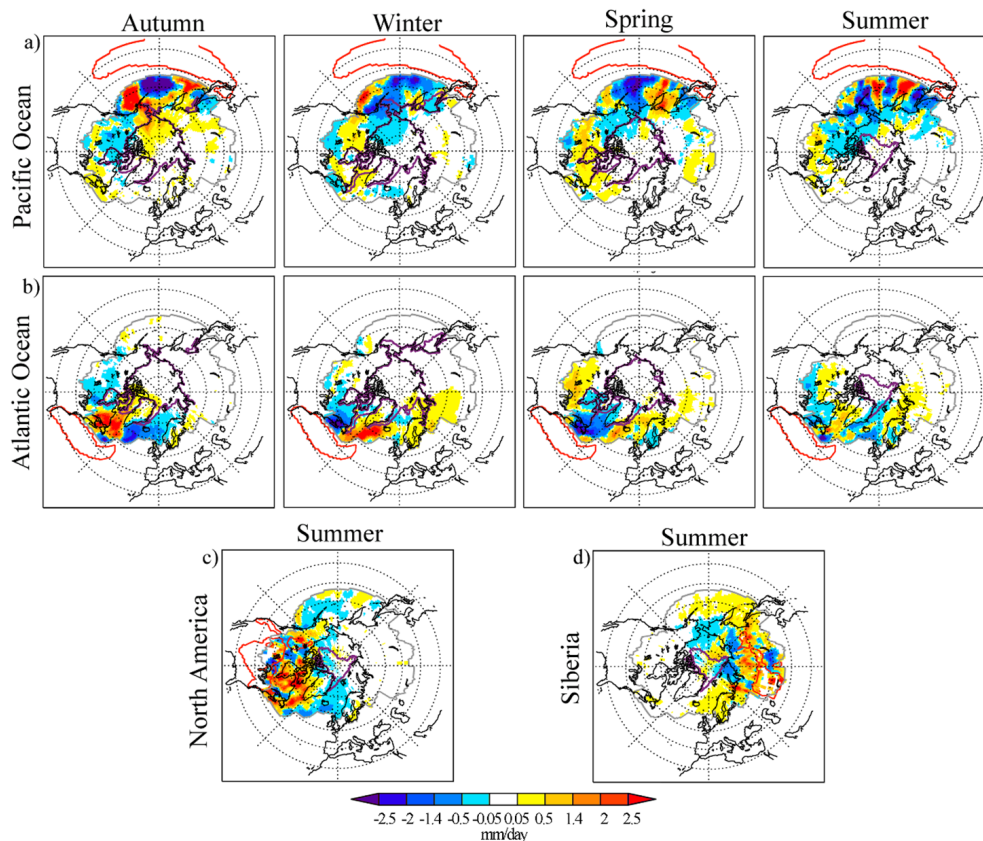 Autumn Winter Spring Summer
a)
Pacific Ocean
b)
Atlantic Ocean
Summer Summer
c) d)
North America
Siberia
-2.5 -2 -1.4 -0.5 -0.05 0.05 0.5 1.4 2 2.5
mm/day